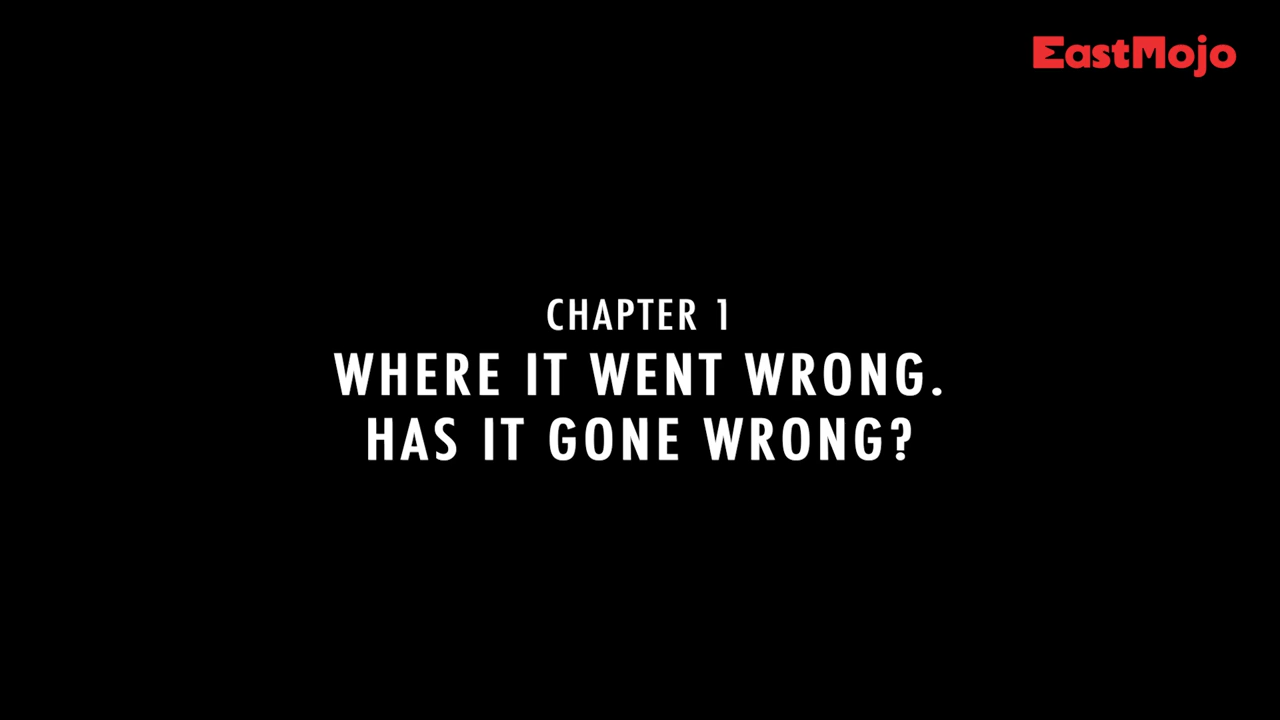 EastMojo
CHAPTER 1
WHERE IT WENT WRONG.
HAS IT GONE WRONG?